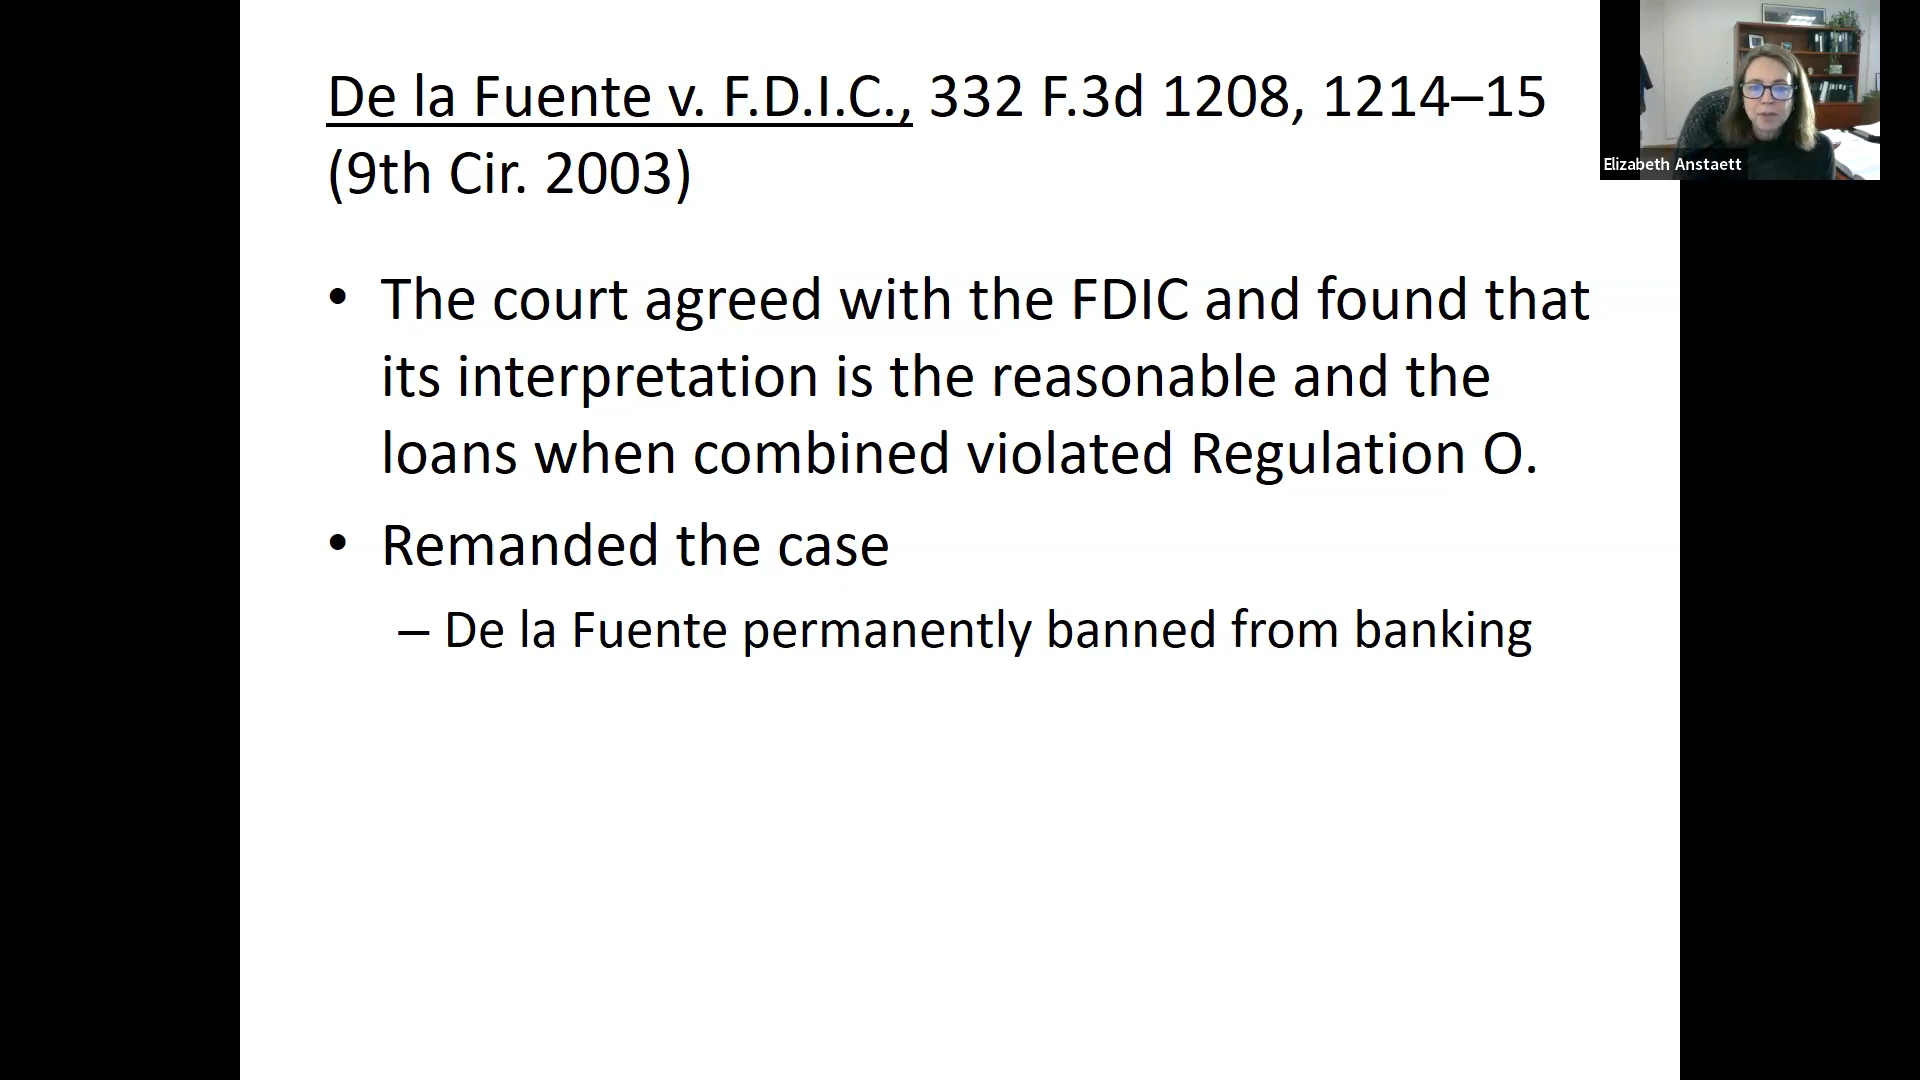 De la Fuente v. F.D.I.C., 332 F.3d 1208, 1214–15
(9th Cir. 2003)
• The court agreed with the FDIC and found that
its interpretation is the reasonable and the
loans when combined violated Regulation O.
• Remanded the case
– De la Fuente permanently banned from banking
Elizabeth Anstaett